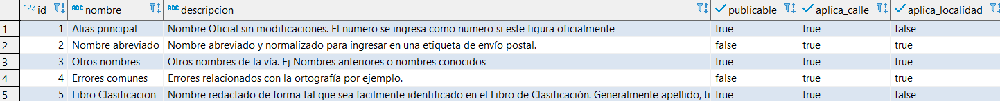 123 id ABC nombre ABC descripcion publicable aplica_calle aplica_localidad
1 1 Alias principal Nombre Oficial sin modificaciones. El numero se ingresa como numero si este figura oficialmente true true false
2 2 Nombre abreviado Nombre abreviado y normalizado para ingresar en una etiqueta de envío postal. false true true
3 3 Otros nombres Otros nombres de la vía. Ej Nombres anteriores o nombres conocidos true true true
4 4 Errores comunes Errores relacionados con la ortografía por ejemplo. false true true
5 5 Libro Clasificacion Nombre redactado de forma tal que sea facilmente identificado en el Libro de Clasificación. Generalmente apellido, ti true true false